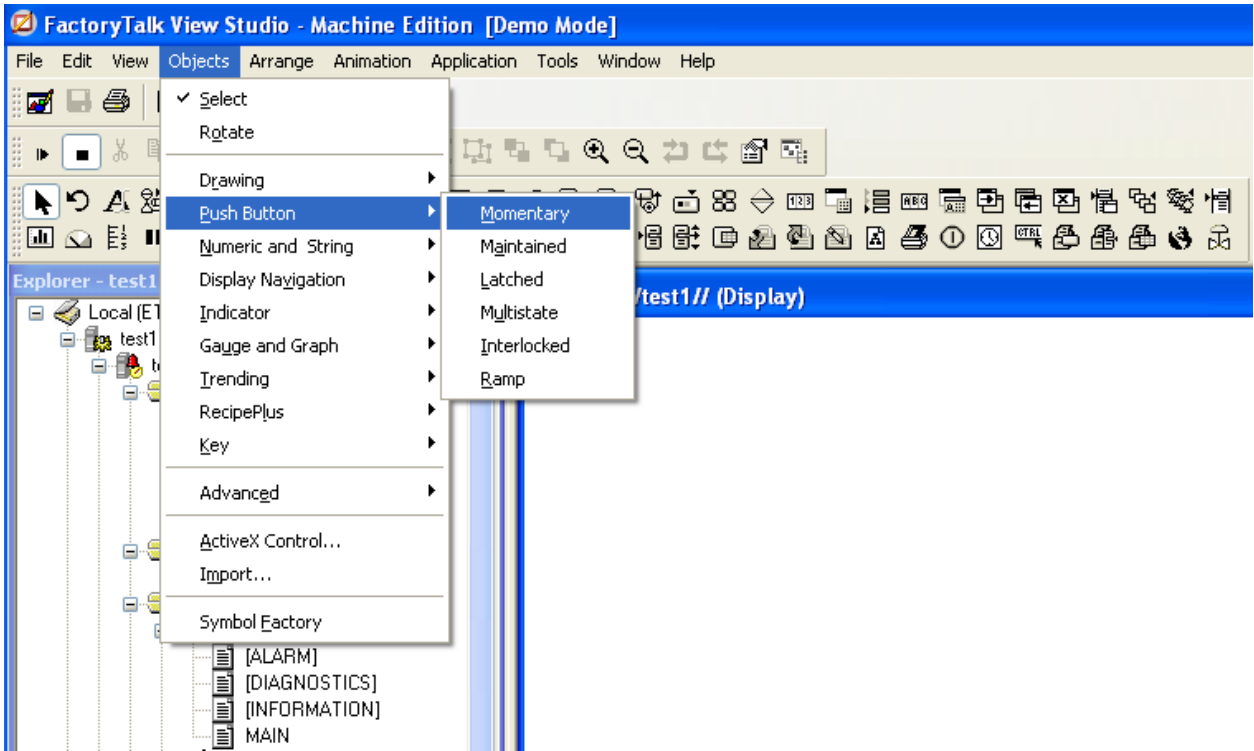 FactoryTalk View Studio - Machine Edition [Demo Mode]
File Edit View Objects Arrange Animation Application Tools Window Help
Select
Rotate
Drawing
Push Button
Numeric and String
Display Navigation
Indicator
Gauge and Graph
Trending
RecipePlus
Key
Advanced
ActiveX Control...
Import...
Symbol Factory
Momentary
Maintained
Latched
Multistate
Interlocked
Ramp
Explorer - test1
Local (ET
test1
/test1// (Display)
[ALARM]
[DIAGNOSTICS]
[INFORMATION]
MAIN